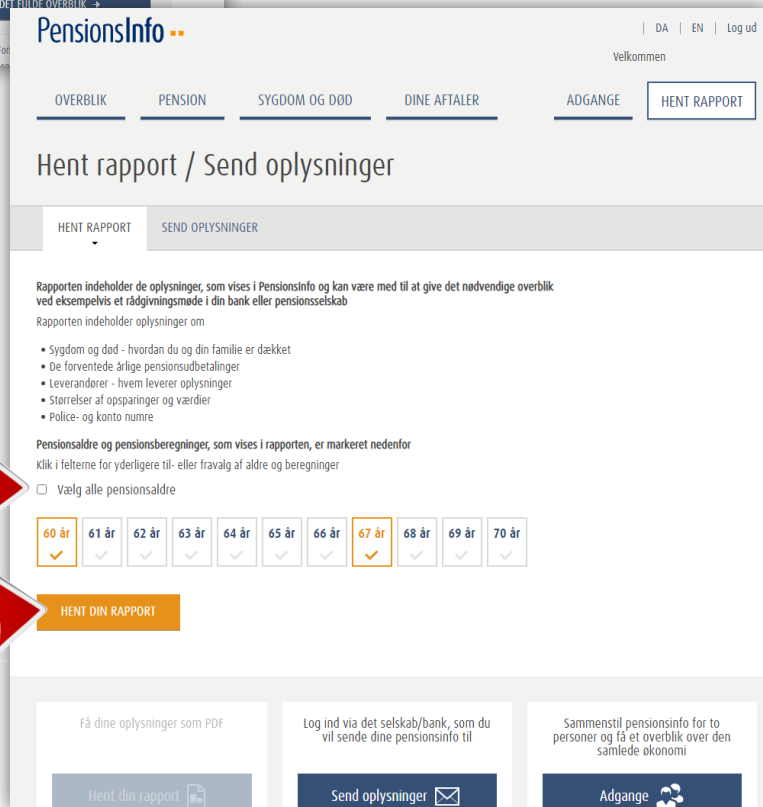 DET FULDE OVERBLIK →
PensionsInfo
| DA | EN | Log ud
Velkommen
OVERBLIK PENSION SYGDOM OG DØD DINE AFTALER ADGANGE HENT RAPPORT
Hent rapport / Send oplysninger
HENT RAPPORT SEND OPLYSNINGER
Rapporten indeholder de oplysninger, som vises i PensionsInfo og kan være med til at give det nødvendige overblik
ved eksempelvis et rådgivningsmøde i din bank eller pensionsselskab
Rapporten indeholder oplysninger om
• Sygdom og død - hvordan du og din familie er dækket
• De forventede årlige pensionsudbetalinger
• Leverandører - hvem leverer oplysninger
• Størrelser af opsparinger og værdier
• Police- og konto numre
Pensionsaldre og pensionsberegninger, som vises i rapporten, er markeret nedenfor
Klik i felterne for yderligere til- eller fravalg af aldre og beregninger
Vælg alle pensionsaldre
60 år 61 år 62 år 63 år 64 år 65 år 66 år 67 år 68 år 69 år 70 år
HENT DIN RAPPORT
Få dine oplysninger som PDF
Hent din rapport
Log ind via det selskab/bank, som du
vil sende dine pensionsinfo til
Send oplysninger
Sammenstil pensionsinfo for to
personer og få et overblik over den
samlede økonomi
Adgange